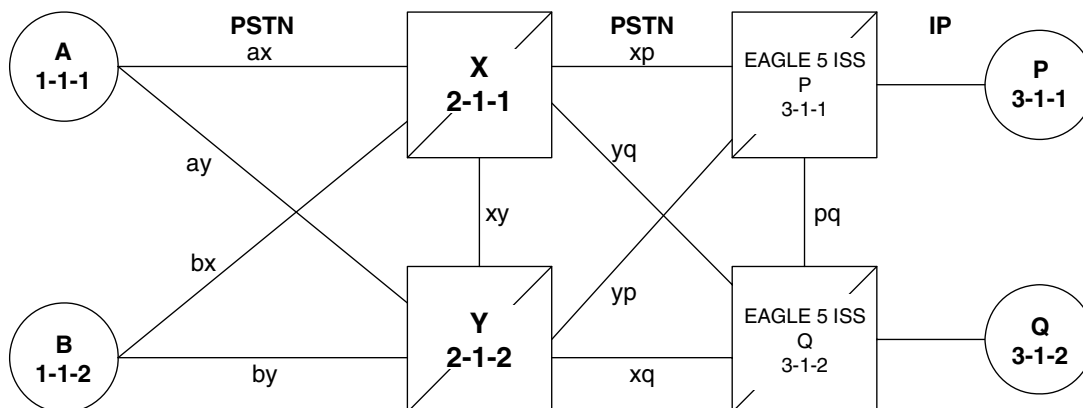 PSTN
PSTN
IP
A
1-1-1
ax
X
2-1-1
xp
EAGLE 5 ISS
P
3-1-1
P
3-1-1
ay
yq
bx
xy
pq
yp
B
1-1-2
by
Y
2-1-2
xq
EAGLE 5 ISS
Q
3-1-2
Q
3-1-2